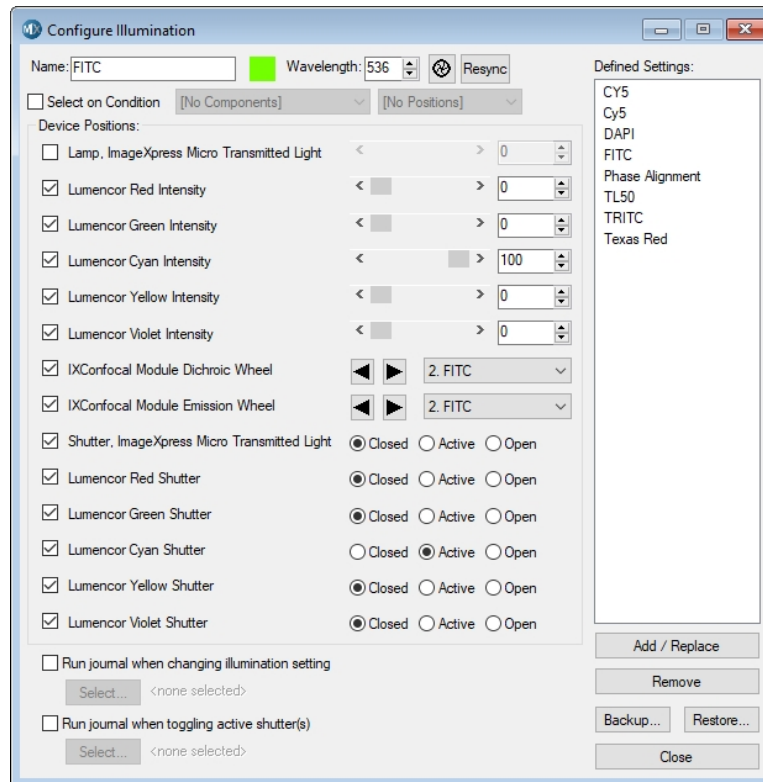 MX Configure Illumination
Name: FITC Wavelength: 536 Resync
Select on Condition [No Components] [No Positions]
Device Positions:
Lamp, ImageXpress Micro Transmitted Light 0
Lumencor Red Intensity 0
Lumencor Green Intensity 0
Lumencor Cyan Intensity 100
Lumencor Yellow Intensity 0
Lumencor Violet Intensity 0
IXConfocal Module Dichroic Wheel 2. FITC
IXConfocal Module Emission Wheel 2. FITC
Shutter, ImageXpress Micro Transmitted Light Closed Active Open
Lumencor Red Shutter Closed Active Open
Lumencor Green Shutter Closed Active Open
Lumencor Cyan Shutter Closed Active Open
Lumencor Yellow Shutter Closed Active Open
Lumencor Violet Shutter Closed Active Open
Run journal when changing illumination setting
Select... <none selected>
Run journal when toggling active shutter(s)
Select... <none selected>
Defined Settings:
CY5
Cy5
DAPI
FITC
Phase Alignment
TL50
TRITC
Texas Red
Add / Replace
Remove
Backup... Restore...
Close